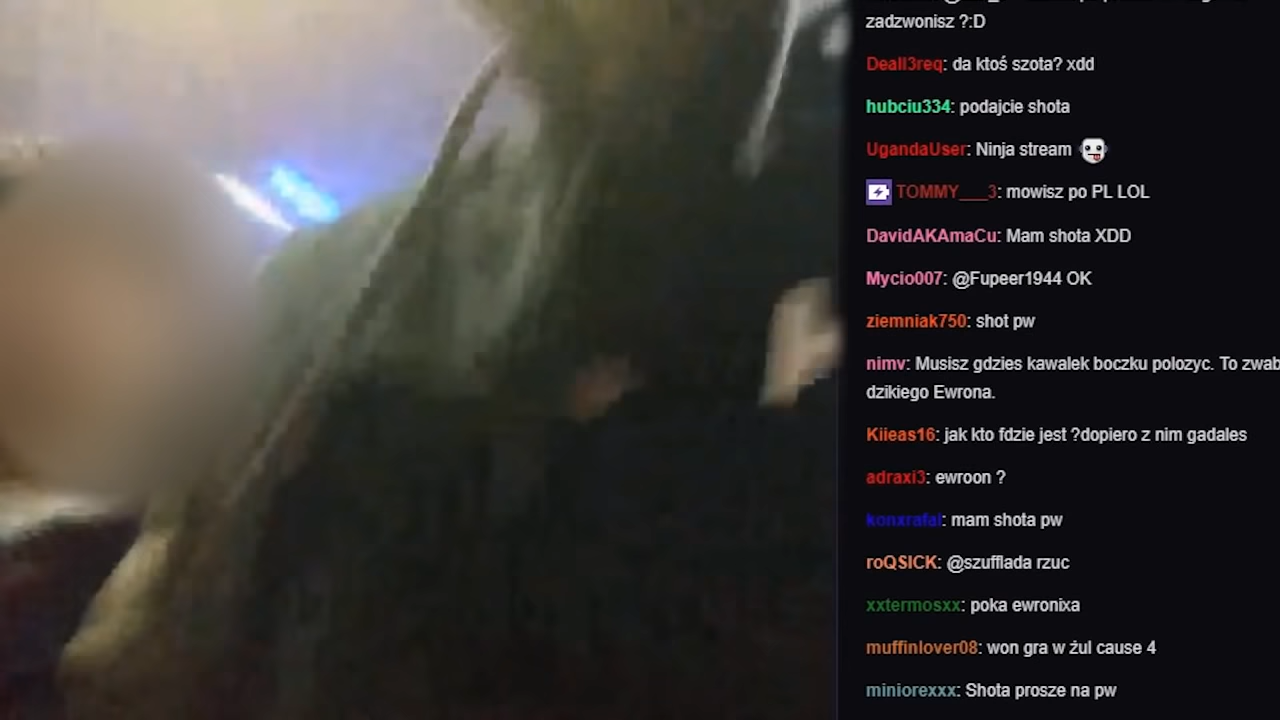 zadzwonisz ?:D
Deall3req: da ktoś szota? xdd
hubciu334: podajcie shota
UgandaUser: Ninja stream
TOMMY___3: mowisz po PL LOL
DavidAKAmaCu: Mam shota XDD
Mycio007: @Fupeer1944 OK
ziemniak750: shot pw
nimv: Musisz gdzies kawalek boczku polozyc. To zwab
dzikiego Ewrona.
Kiieas16: jak kto fdzie jest ?dopiero z nim gadales
adraxi3: ewroon ?
konxrafal: mam shota pw
roQSICK: @szufflada rzuc
xxtermosxx: poka ewronixa
muffinlover08: won gra w żul cause 4
miniorexxx: Shota prosze na pw